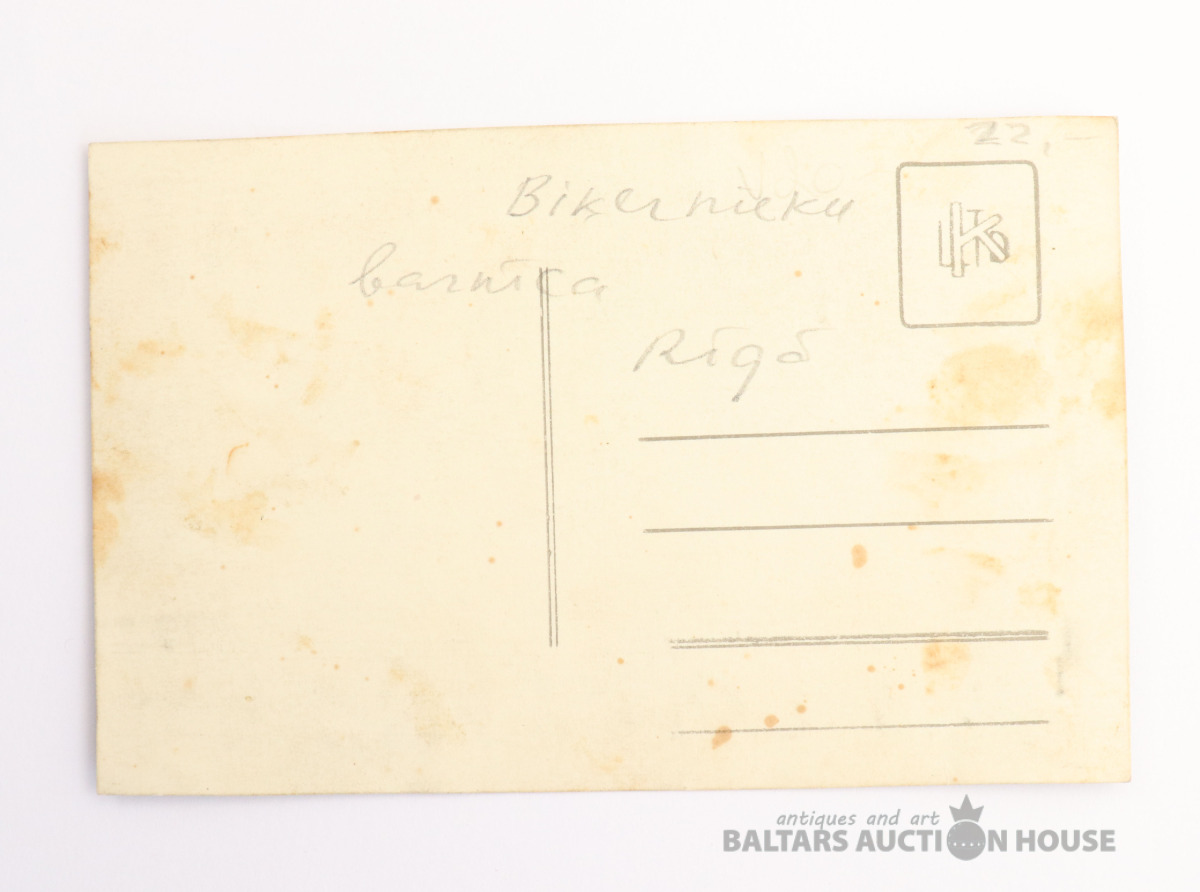 22,-
Biķernieku
baznīca
Rīgā
antiques and art
BALTARS AUCTION HOUSE